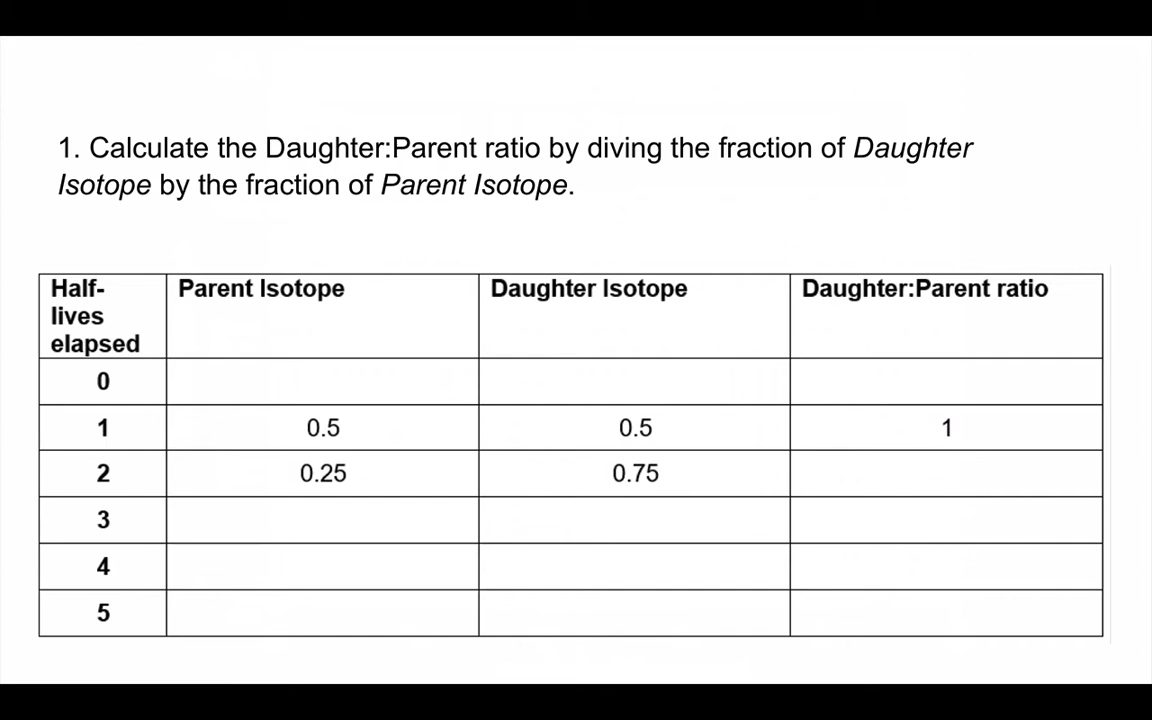 1. Calculate the Daughter:Parent ratio by diving the fraction of Daughter
Isotope by the fraction of Parent Isotope.
Half-
lives
elapsed
Parent Isotope
Daughter Isotope
Daughter:Parent ratio
0
1 0.5 0.5 1
2 0.25 0.75
3
4
5